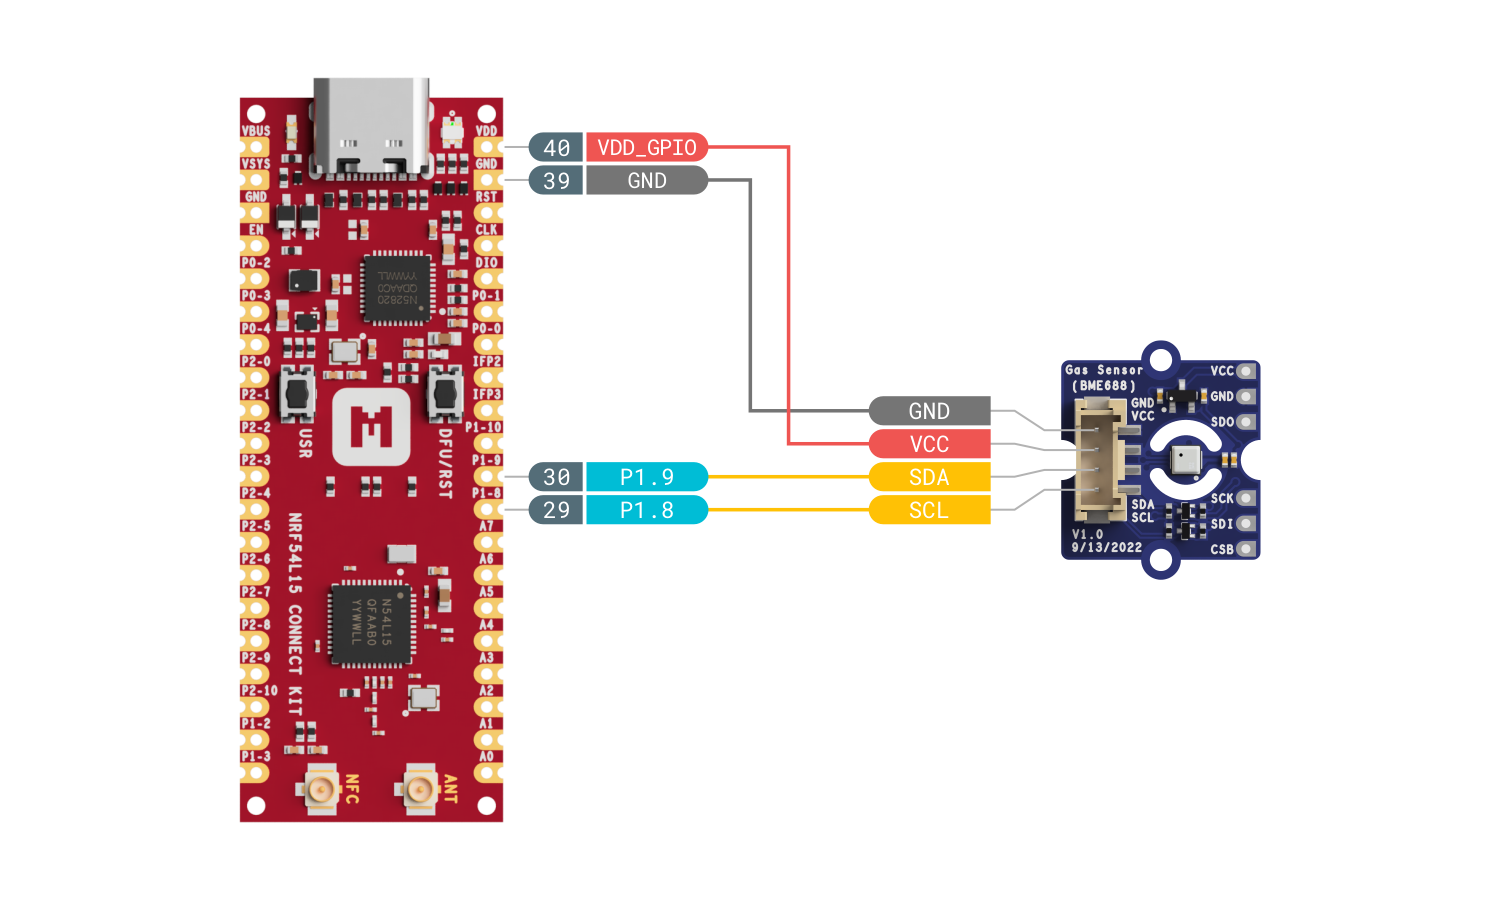 VBUS
VSYS
GND
EN
P0-2
P0-3
P0-4
P2-0
P2-1
P2-2
P2-3
P2-4
P2-5
P2-6
P2-7
P2-8
P2-9
P2-10
P1-2
P1-3
VDD
GND
RST
CLK
DIO
P0-1
P0-0
IFP2
IFP3
P1-10
P1-9
P1-8
A7
A6
A5
A4
A3
A2
A1
A0
N52820
QDAAC0
YYWWLL
USR
DFU/RST
NRF54L15 CONNECT KIT
N54L15
QFAAB0
YYWWLL
NFC
ANT
40 VDD_GPIO
39 GND
30 P1.9
29 P1.8
GND
VCC
SDA
SCL
Gas Sensor
(BME688)
GND
VCC
SDA
SCL
V1.0
9/13/2022
VCC
GND
SDO
SCK
SDI
CSB